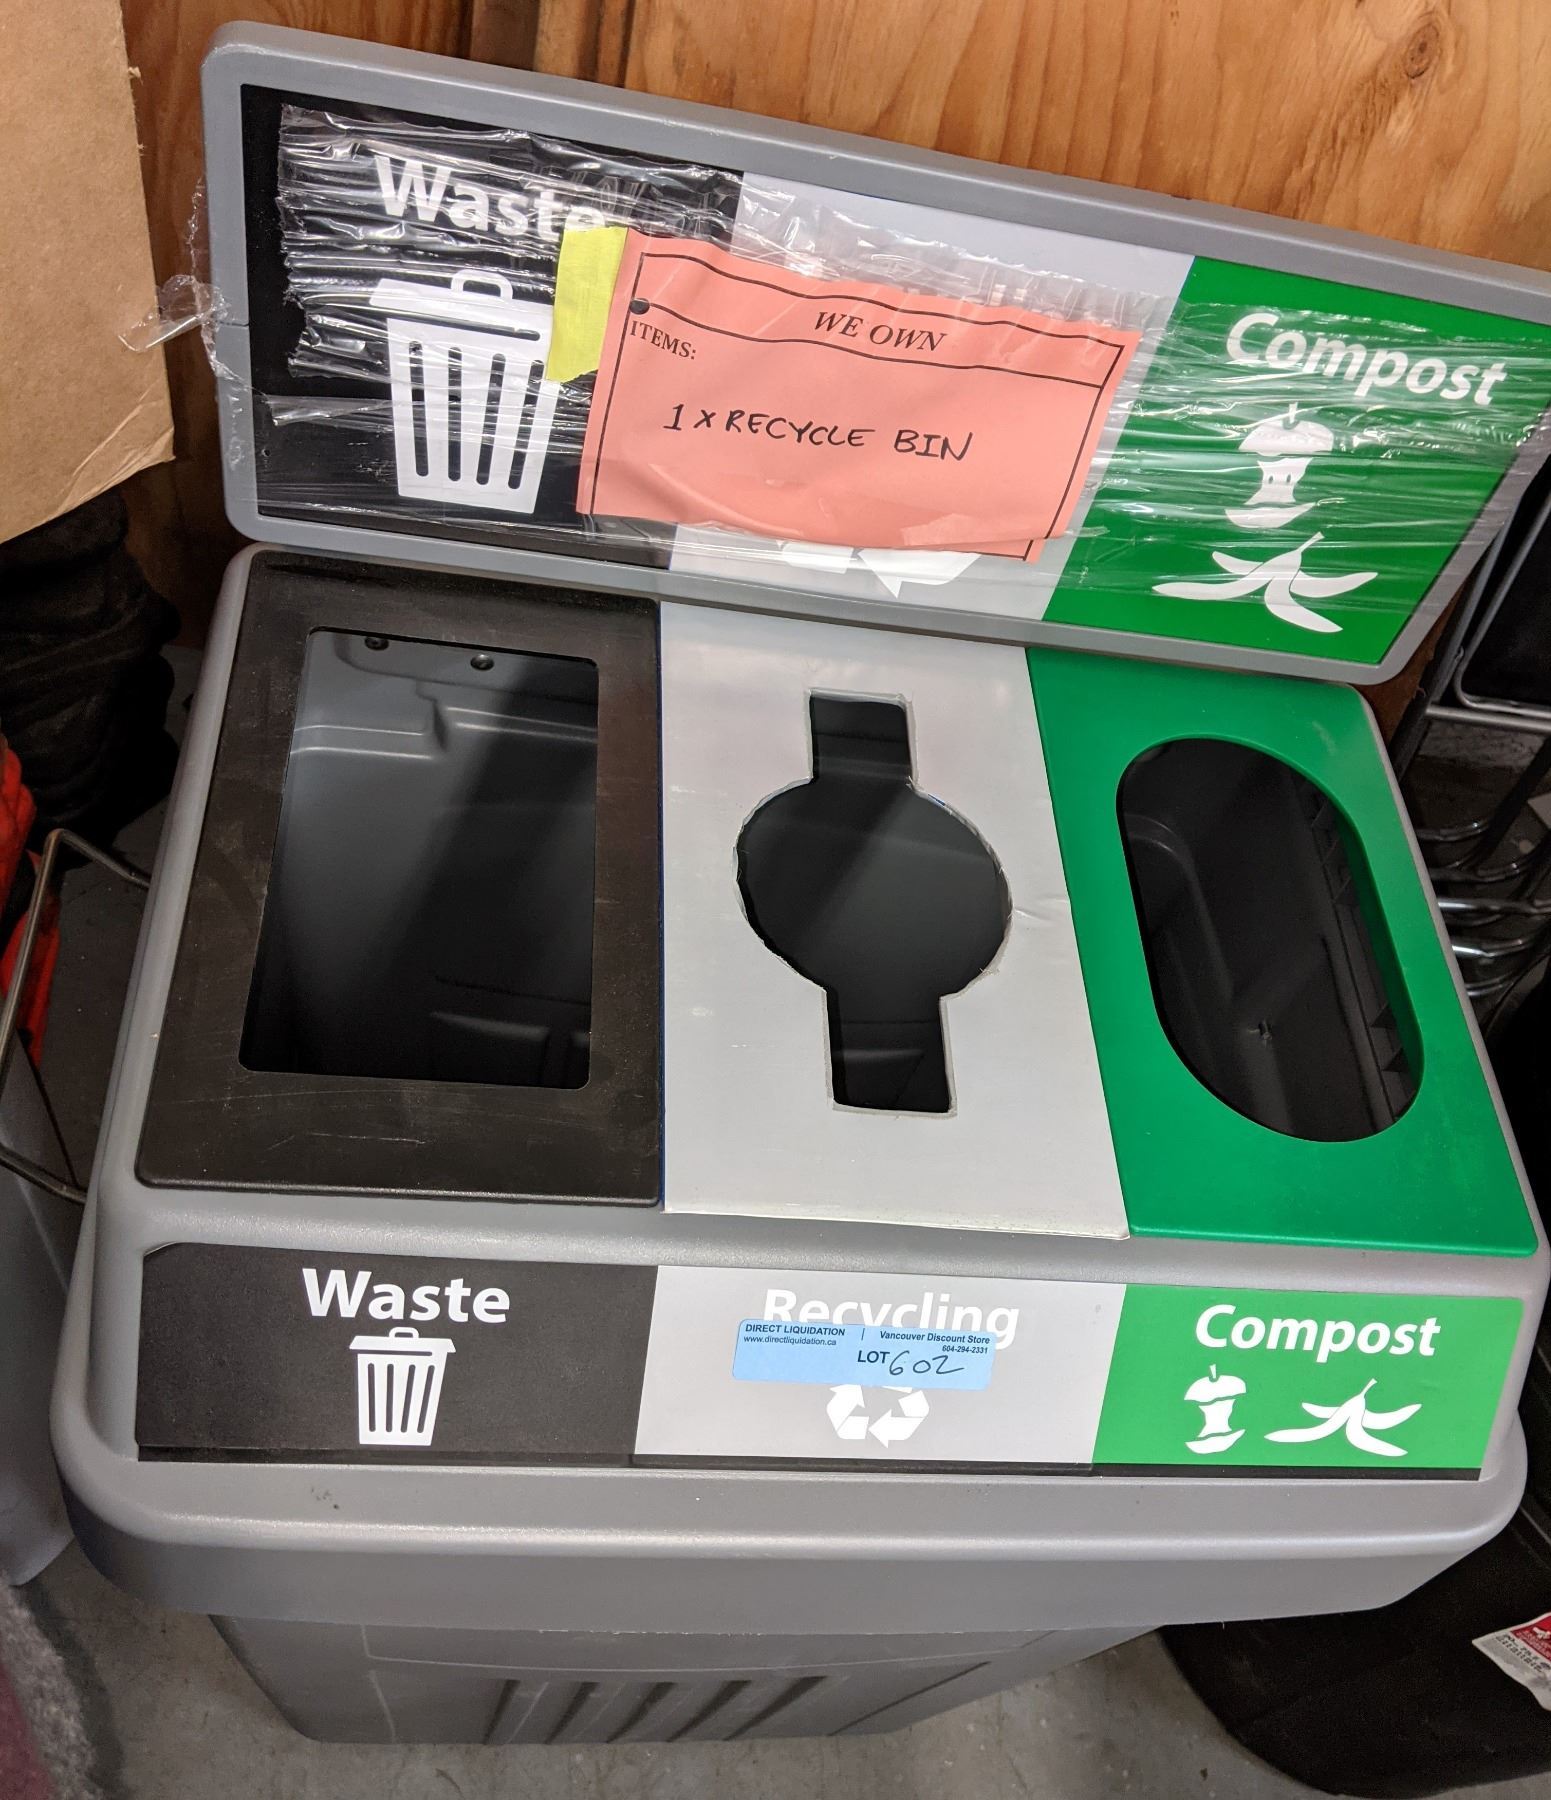 Waste
WE OWN
ITEMS:
1 x RECYCLE BIN
Compost
Waste
Recycling
DIRECT LIQUIDATION | Vancouver Discount Store
www.directliquidation.ca 604-294-2331
LOT 602
Compost